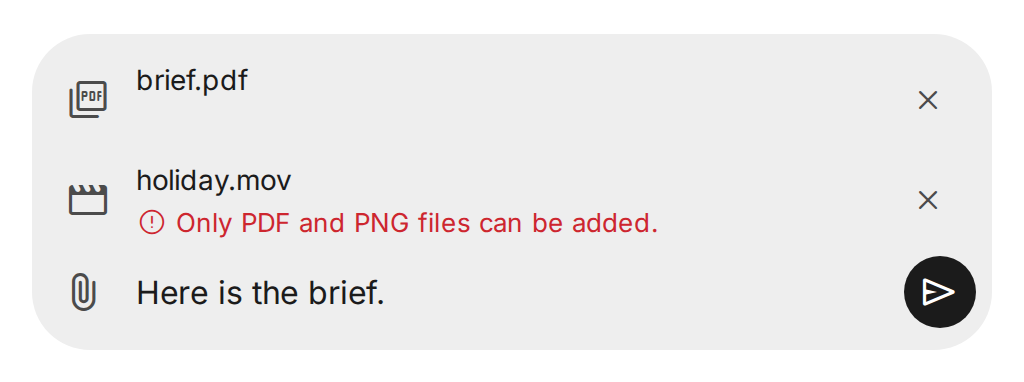 brief.pdf
PDF
holiday.mov
Only PDF and PNG files can be added.
Here is the brief.